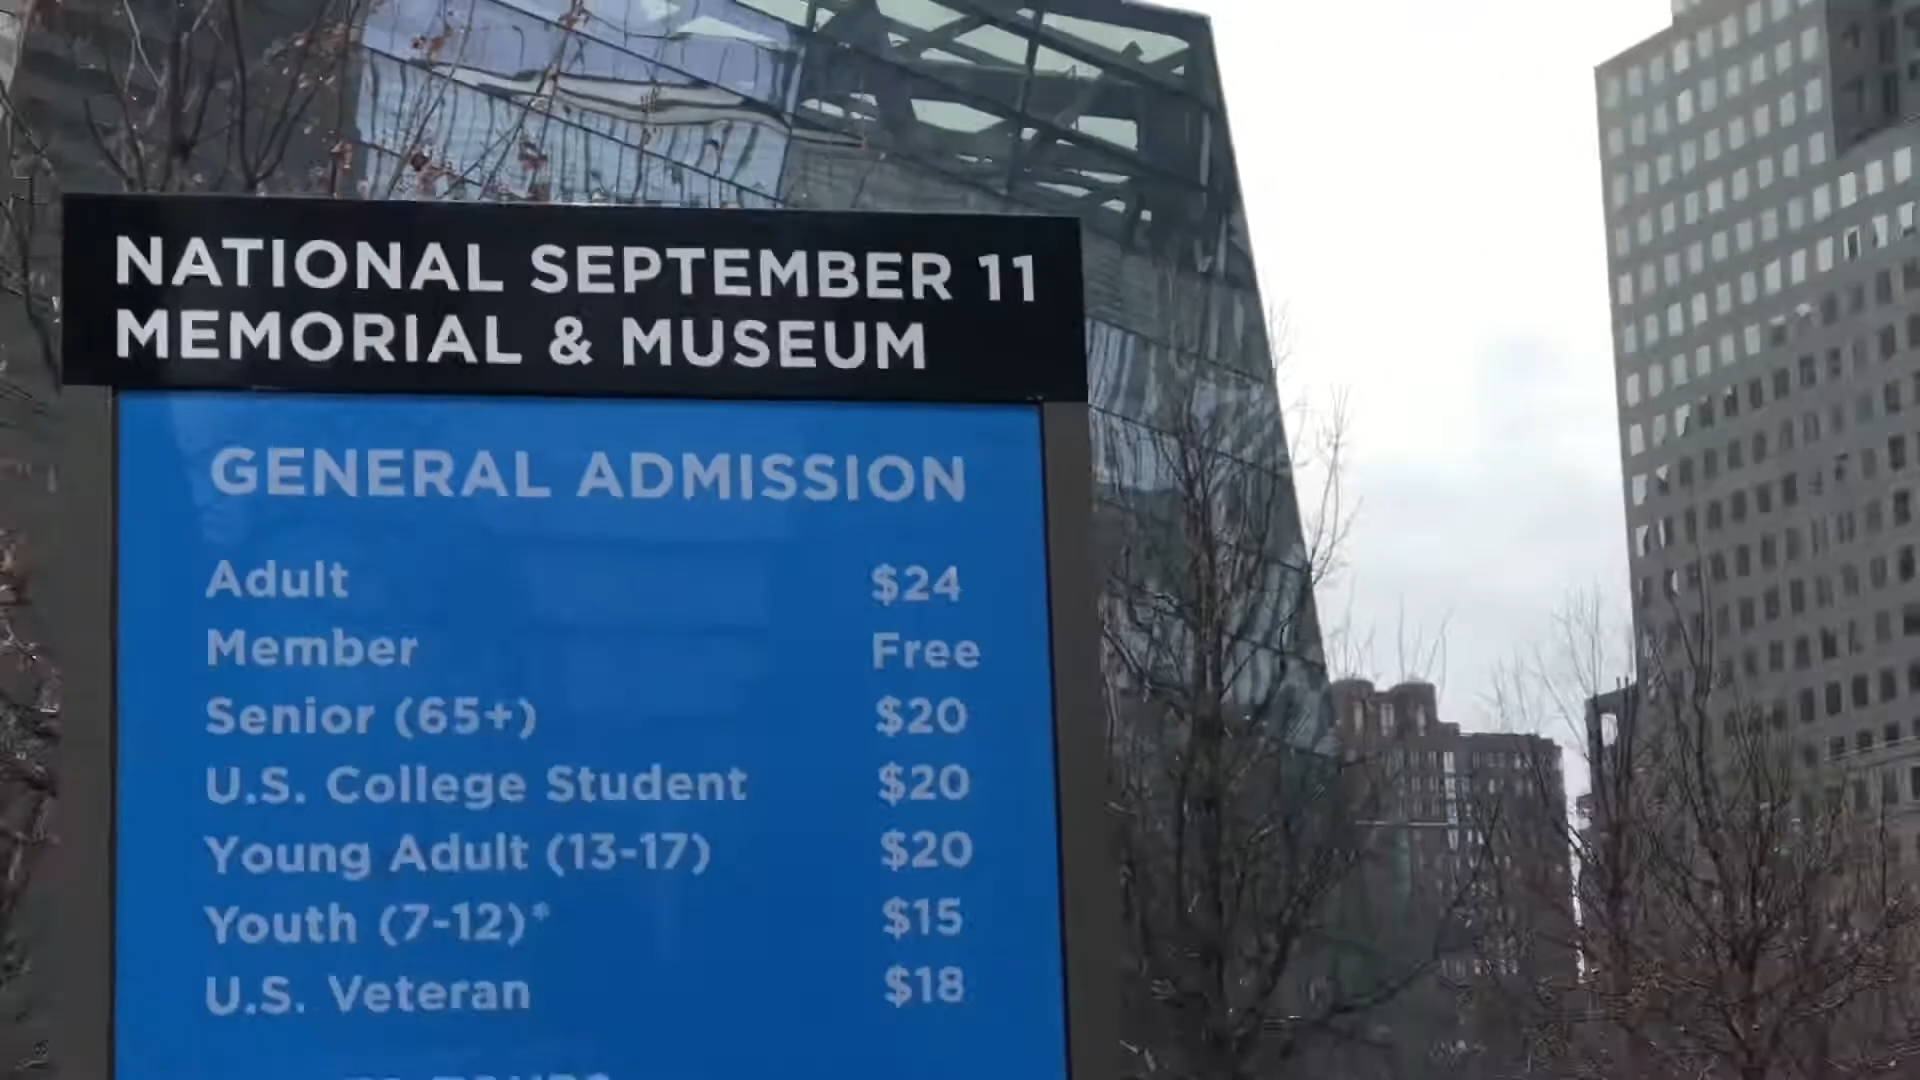 NATIONAL SEPTEMBER 11
MEMORIAL & MUSEUM
GENERAL ADMISSION
Adult $24
Member Free
Senior (65+) $20
U.S. College Student $20
Young Adult (13-17) $20
Youth (7-12)* $15
U.S. Veteran $18